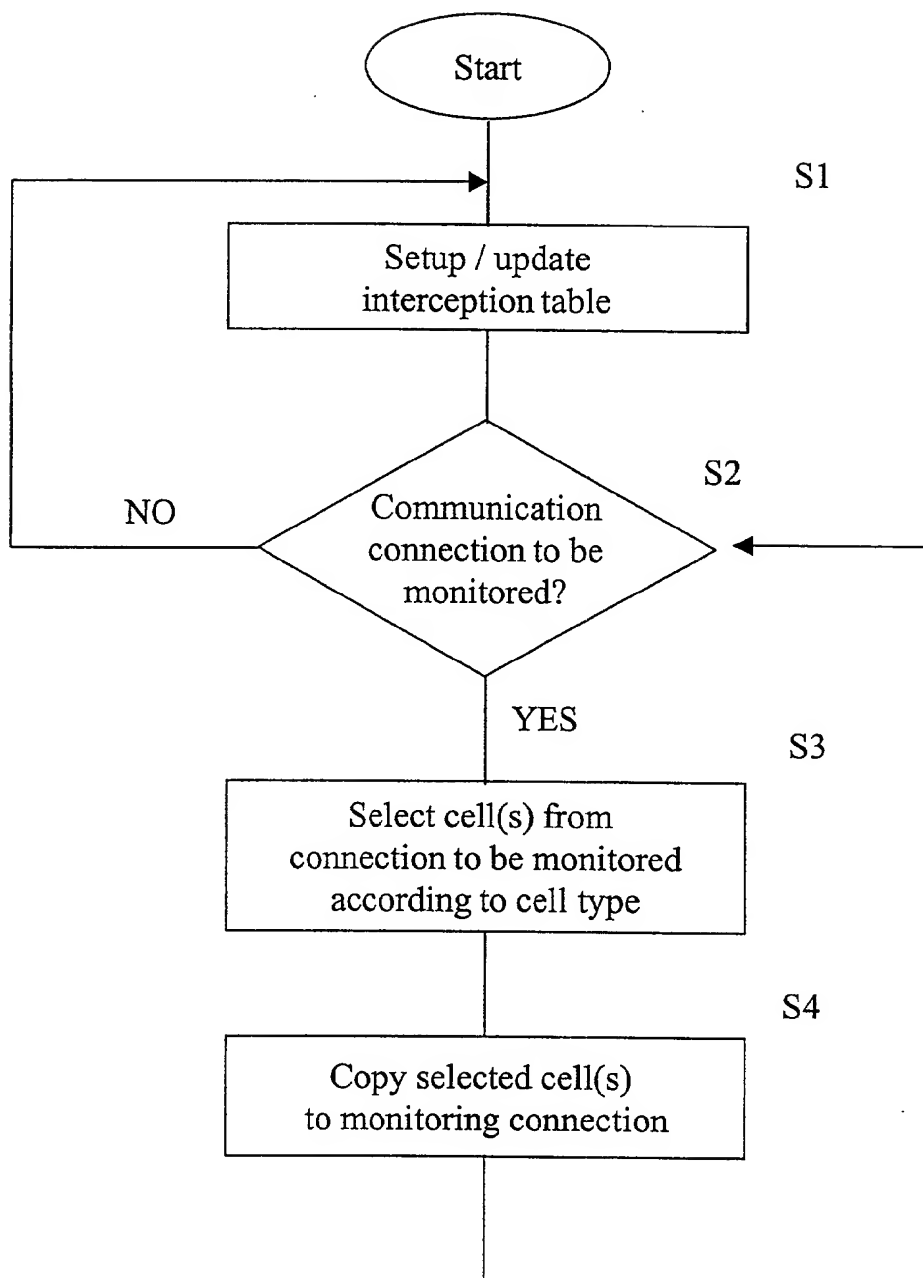 Start
S1
Setup / update
interception table
S2
NO
Communication
connection to be
monitored?
YES
S3
Select cell(s) from
connection to be monitored
according to cell type
S4
Copy selected cell(s)
to monitoring connection